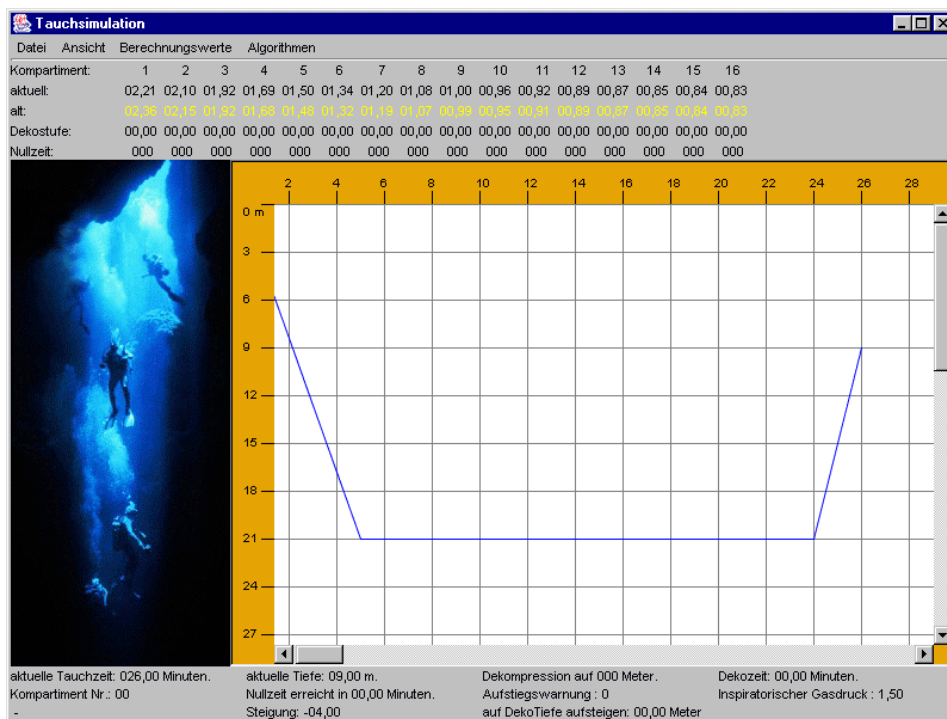 Tauchsimulation
Datei Ansicht Berechnungswerte Algorithmen
Kompartiment: 1 2 3 4 5 6 7 8 9 10 11 12 13 14 15 16
aktuell: 02,21 02,10 01,92 01,69 01,50 01,34 01,20 01,08 01,00 00,96 00,92 00,89 00,87 00,85 00,84 00,83
alt: 02,36 02,15 01,92 01,68 01,48 01,32 01,19 01,07 00,99 00,95 00,91 00,89 00,87 00,85 00,84 00,83
Dekostufe: 00,00 00,00 00,00 00,00 00,00 00,00 00,00 00,00 00,00 00,00 00,00 00,00 00,00 00,00 00,00 00,00
Nullzeit: 000 000 000 000 000 000 000 000 000 000 000 000 000 000 000 000
2 4 6 8 10 12 14 16 18 20 22 24 26 28
0 m
3
6
9
12
15
18
21
24
27
aktuelle Tauchzeit: 026,00 Minuten. aktuelle Tiefe: 09,00 m. Dekompression auf 000 Meter. Dekozeit: 00,00 Minuten.
Kompartiment Nr.: 00 Nullzeit erreicht in 00,00 Minuten. Aufstiegswarnung : 0 Inspiratorischer Gasdruck : 1,50
- Steigung: -04,00 auf DekoTiefe aufsteigen: 00,00 Meter